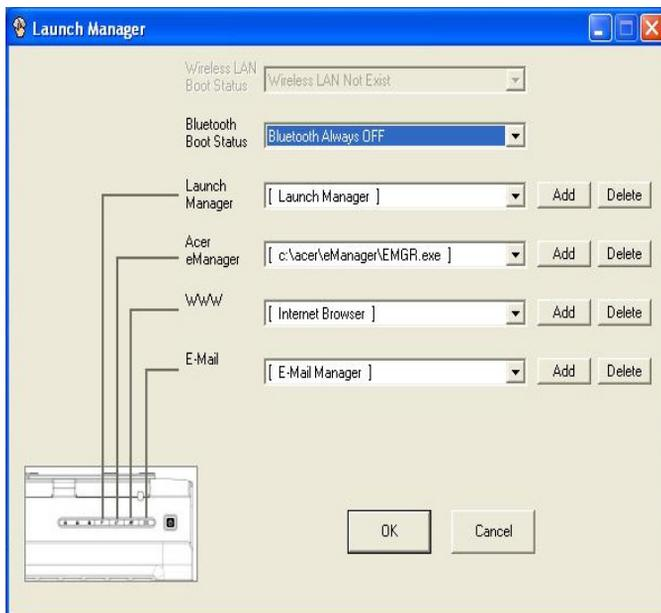 Launch Manager
Wireless LAN
Boot Status
Wireless LAN Not Exist
Bluetooth
Boot Status
Bluetooth Always OFF
Launch
Manager
[ Launch Manager ]
Add
Delete
Acer
eManager
[ c:\acer\eManager\EMGR.exe ]
Add
Delete
WWW
[ Internet Browser ]
Add
Delete
E-Mail
[ E-Mail Manager ]
Add
Delete
OK
Cancel